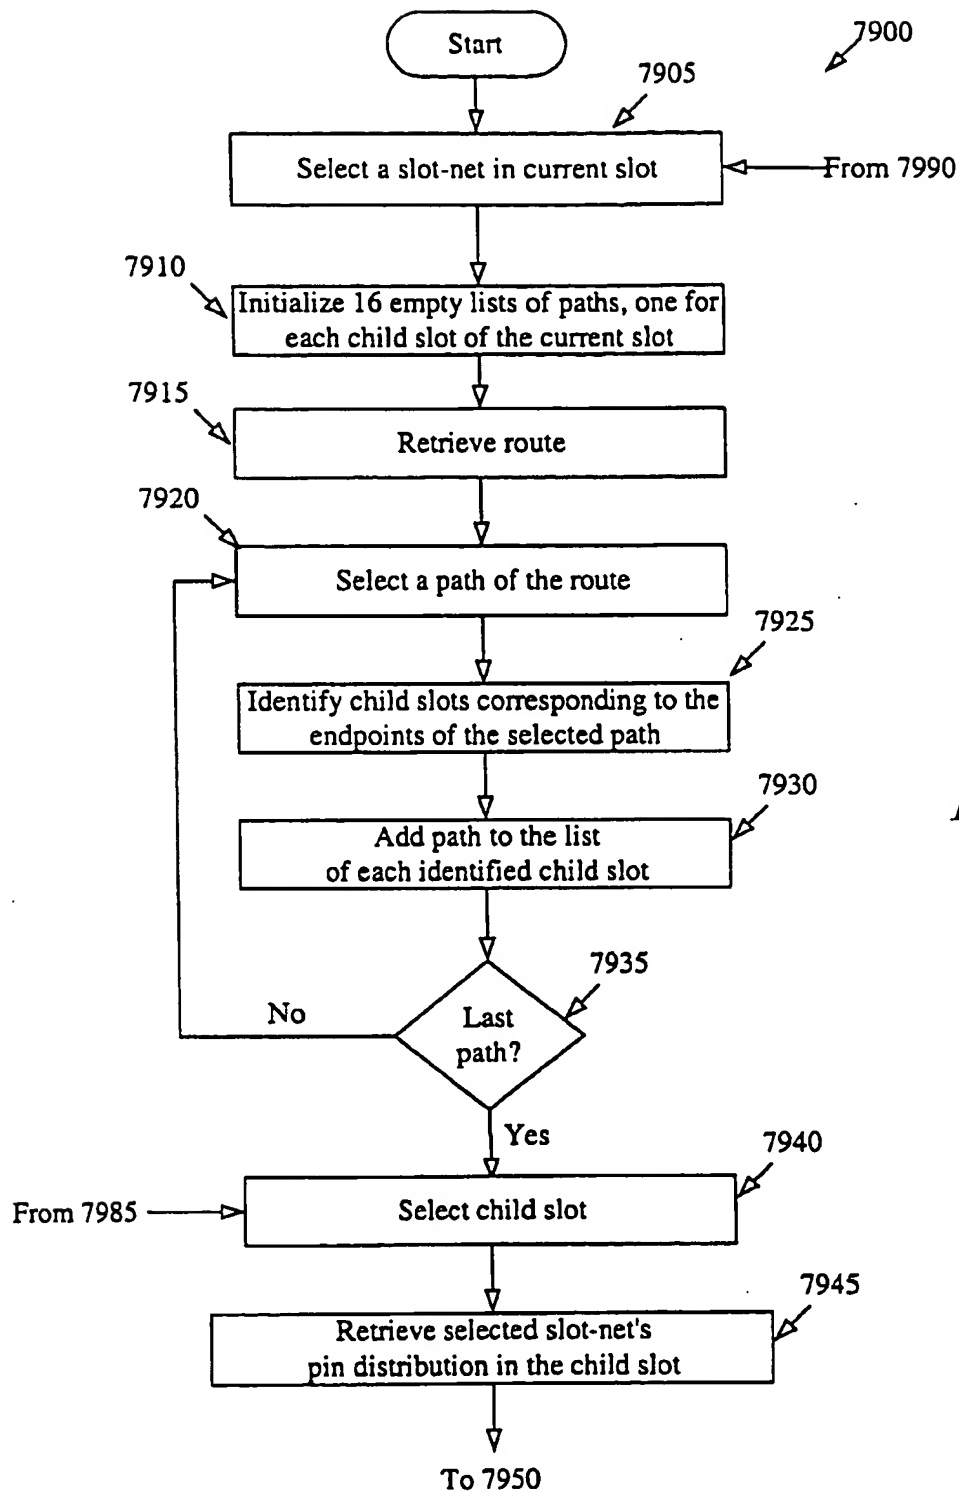 Start
7900
7905
Select a slot-net in current slot
From 7990
7910
Initialize 16 empty lists of paths, one for
each child slot of the current slot
7915
Retrieve route
7920
Select a path of the route
7925
Identify child slots corresponding to the
endpoints of the selected path
7930
Add path to the list
of each identified child slot
7935
Last
path?
No
Yes
7940
From 7985
Select child slot
7945
Retrieve selected slot-net's
pin distribution in the child slot
To 7950